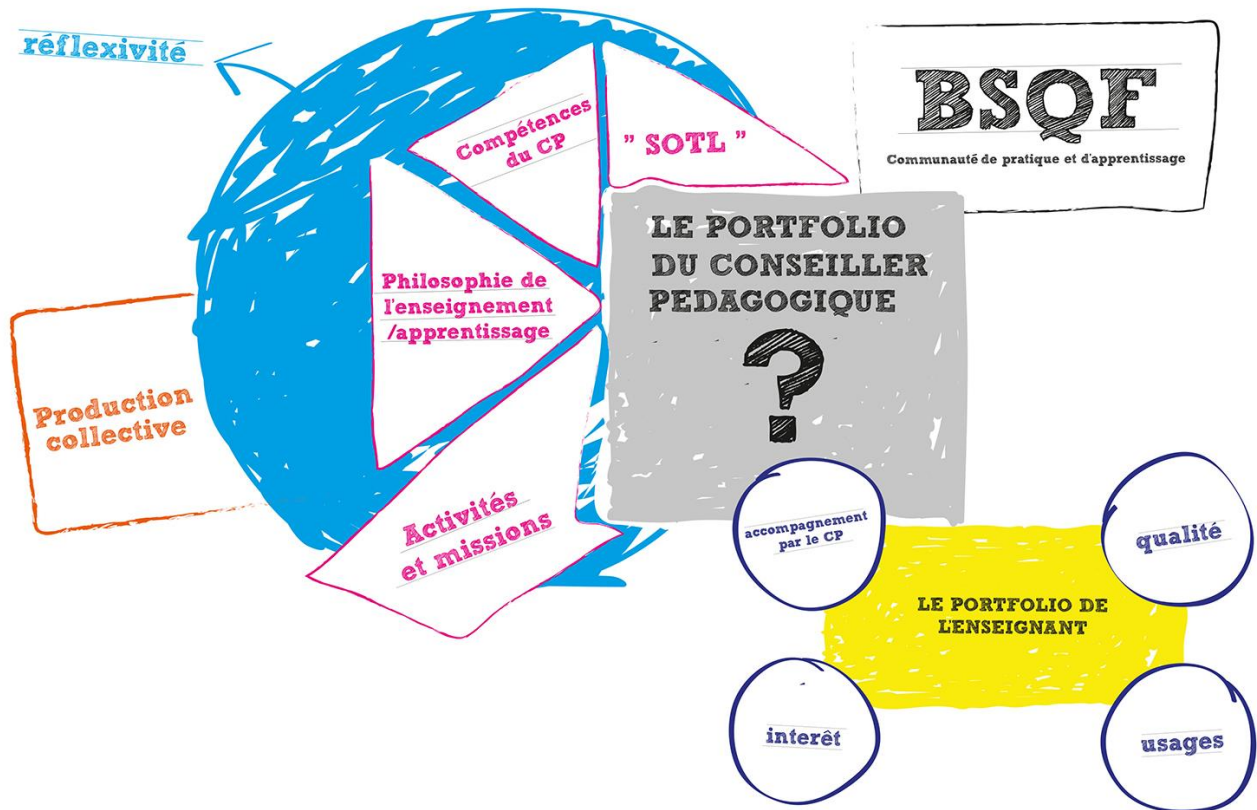 réflexivité
BSQF
Communauté de pratique et d'apprentissage
Compétences
du CP
" SOTL "
LE PORTFOLIO
DU CONSEILLER
PEDAGOGIQUE
?
Philosophie de
l'enseignement
/apprentissage
Production
collective
Activités
et missions
accompagnement
par le CP
qualité
LE PORTFOLIO DE
L'ENSEIGNANT
interêt
usages